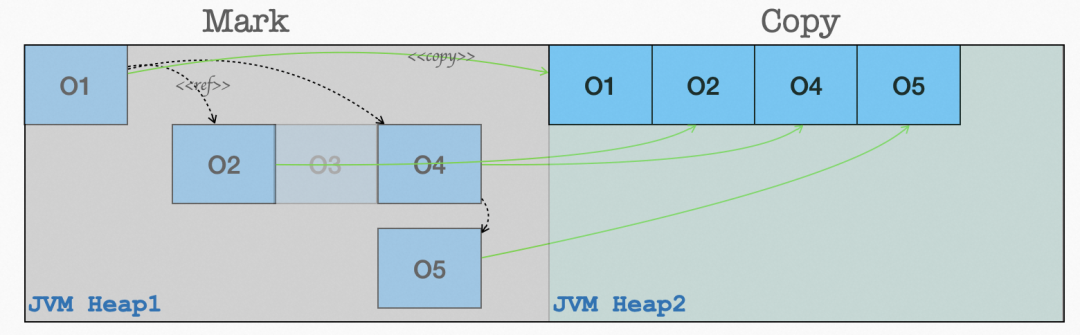 Mark
Copy
O1
<<ref>>
<<copy>>
O1
O2
O4
O5
O2
O3
O4
O5
JVM Heap1
JVM Heap2